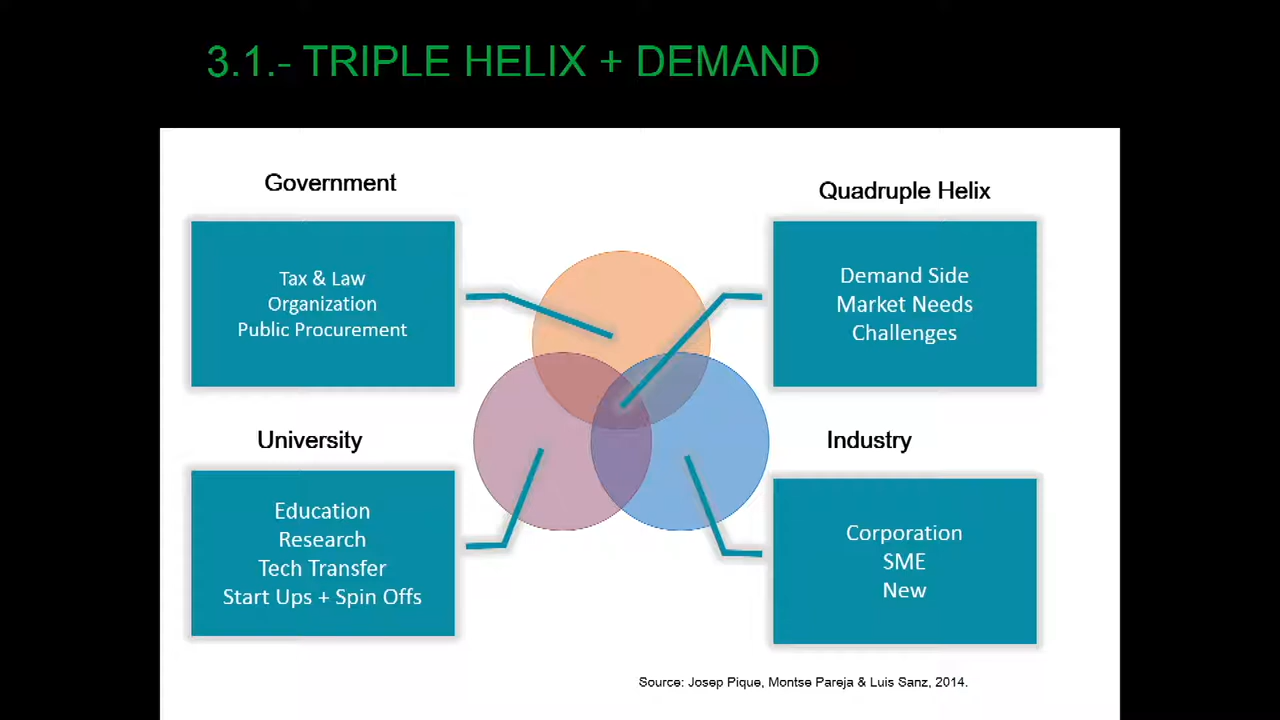 3.1.- TRIPLE HELIX + DEMAND
Government
Tax & Law
Organization
Public Procurement
Quadruple Helix
Demand Side
Market Needs
Challenges
University
Education
Research
Tech Transfer
Start Ups + Spin Offs
Industry
Corporation
SME
New
Source: Josep Pique, Montse Pareja & Luis Sanz, 2014.